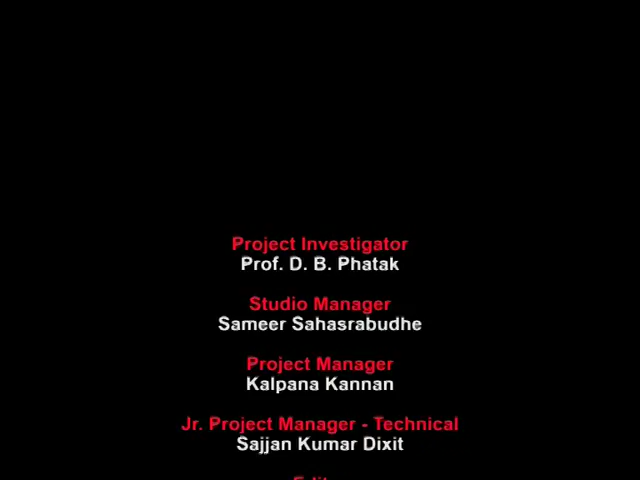 Project Investigator
Prof. D. B. Phatak
Studio Manager
Sameer Sahasrabudhe
Project Manager
Kalpana Kannan
Jr. Project Manager - Technical
Sajjan Kumar Dixit